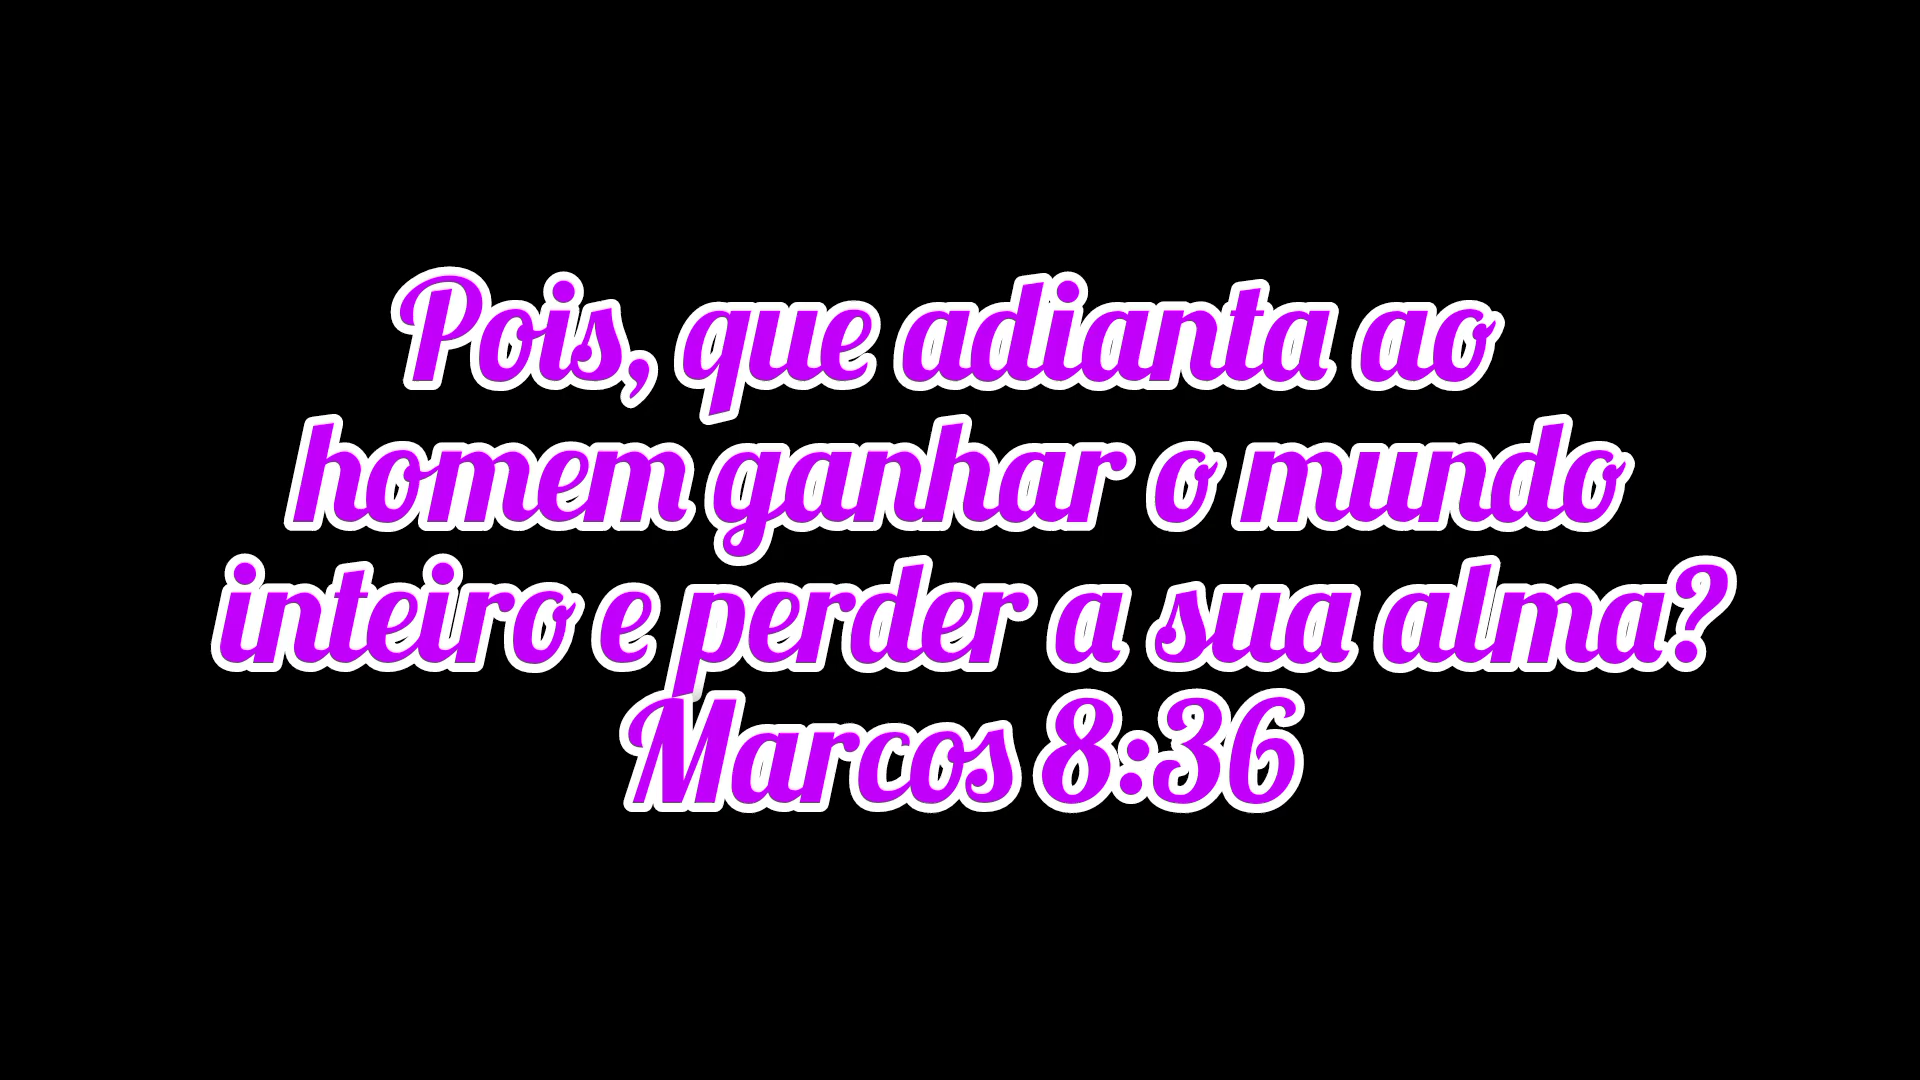 Pois, que adianta ao
homem ganhar o mundo
inteiro e perder a sua alma?
Marcos 8:36